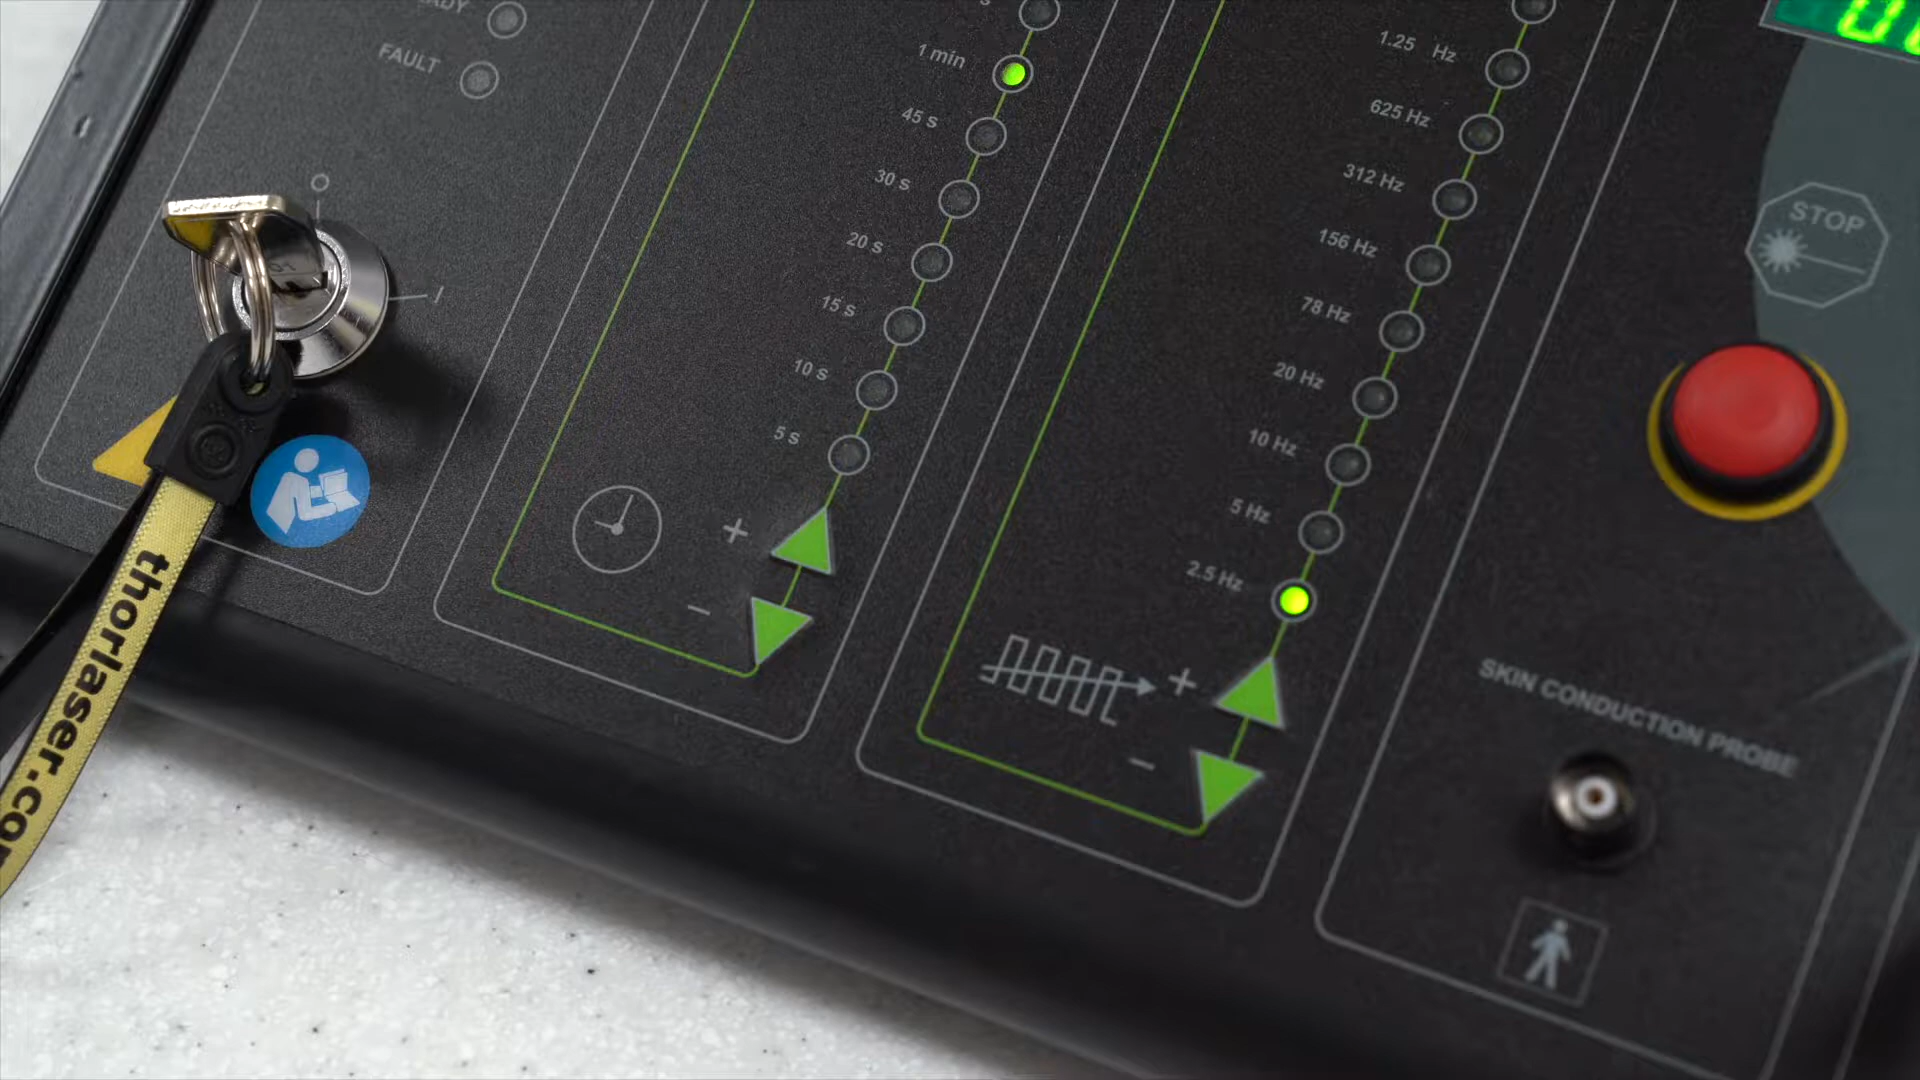 FAULT
1 min
45 s
30 s
20 s
15 s
10 s
5 s
+
−
1.25 Hz
625 Hz
312 Hz
156 Hz
78 Hz
20 Hz
10 Hz
5 Hz
2.5 Hz
+
−
STOP
SKIN CONDUCTION PROBE
thorlaser.co